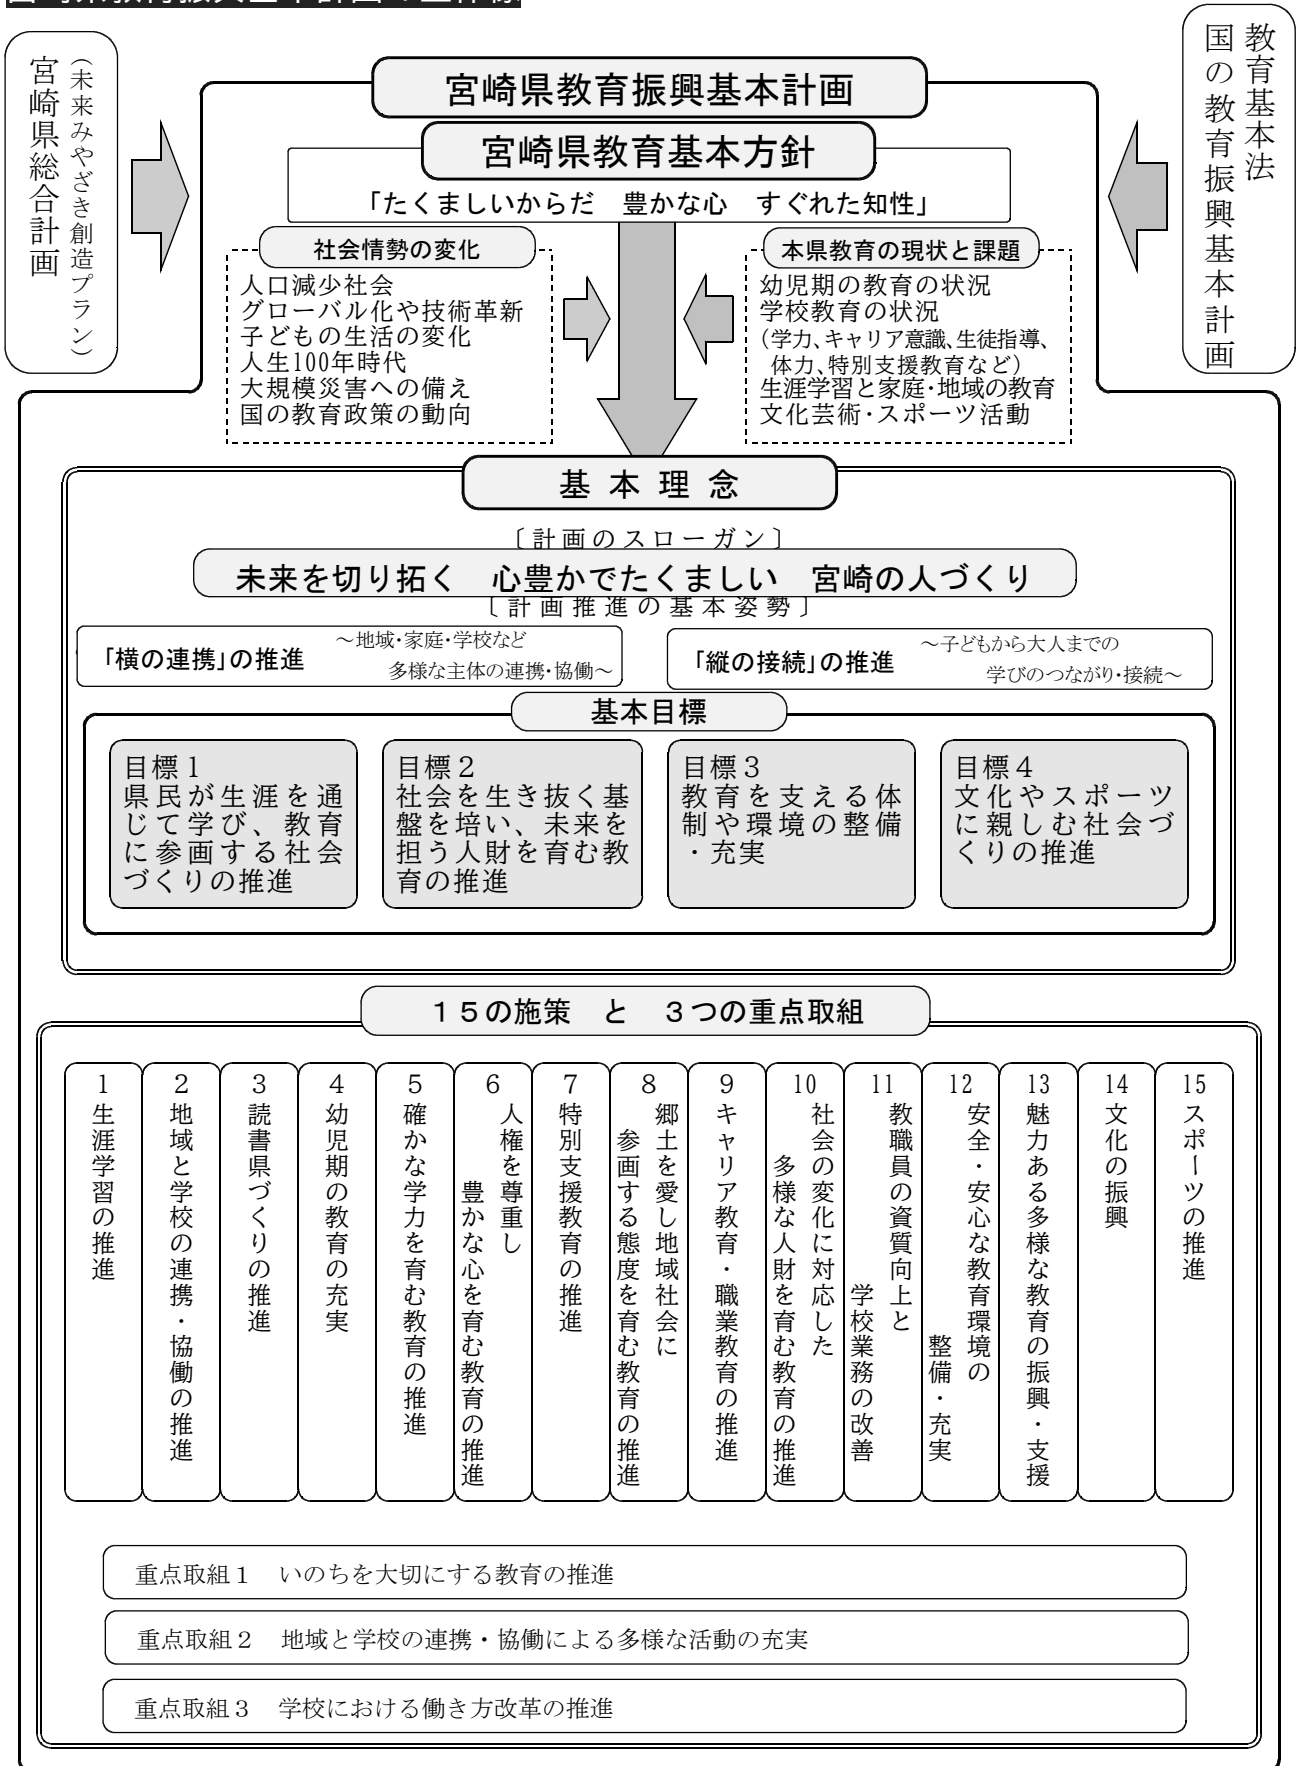 宮崎県総合計画
(未来みやざき創造プラン)
教育基本法
国の教育振興基本計画
宮崎県教育振興基本計画
宮崎県教育基本方針
「たくましいからだ　豊かな心　すぐれた知性」
社会情勢の変化
人口減少社会
グローバル化や技術革新
子どもの生活の変化
人生100年時代
大規模災害への備え
国の教育政策の動向
本県教育の現状と課題
幼児期の教育の状況
学校教育の状況
(学力、キャリア意識、生徒指導、
体力、特別支援教育など)
生涯学習と家庭・地域の教育
文化芸術・スポーツ活動
基本理念
〔計画のスローガン〕
未来を切り拓く　心豊かでたくましい　宮崎の人づくり
〔計画推進の基本姿勢〕
「横の連携」の推進
～地域・家庭・学校など
多様な主体の連携・協働～
「縦の接続」の推進
～子どもから大人までの
学びのつながり・接続～
基本目標
目標１
県民が生涯を通
じて学び、教育
に参画する社会
づくりの推進
目標２
社会を生き抜く基
盤を培い、未来を
担う人財を育む教
育の推進
目標３
教育を支える体
制や環境の整備
・充実
目標４
文化やスポーツ
に親しむ社会づ
くりの推進
１５の施策　と　３つの重点取組
1
生涯学習の推進
2
地域と学校の連携・協働の推進
3
読書県づくりの推進
4
幼児期の教育の充実
5
確かな学力を育む教育の推進
6
人権を尊重し
豊かな心を育む教育の推進
7
特別支援教育の推進
8
郷土を愛し地域社会に
参画する態度を育む教育の推進
9
キャリア教育・職業教育の推進
10
社会の変化に対応した
多様な人財を育む教育の推進
11
教職員の資質向上と
学校業務の改善
12
安全・安心な教育環境の
整備・充実
13
魅力ある多様な教育の振興・支援
14
文化の振興
15
スポーツの推進
重点取組１　いのちを大切にする教育の推進
重点取組２　地域と学校の連携・協働による多様な活動の充実
重点取組３　学校における働き方改革の推進